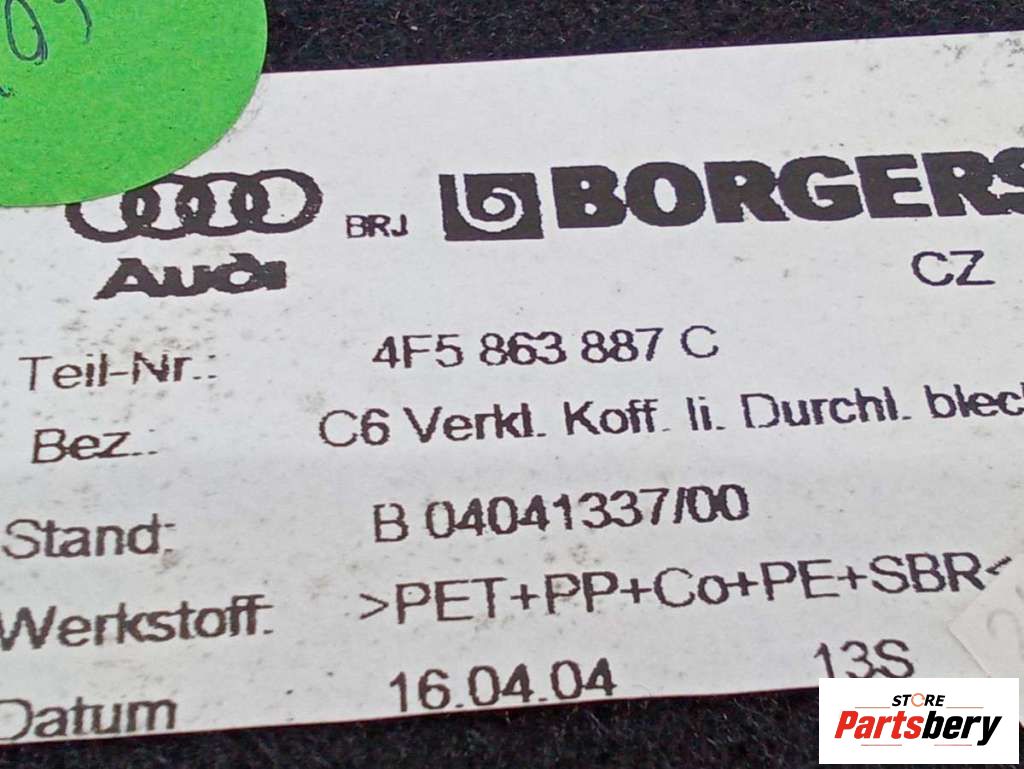 BRJ BORGERS
Audi
CZ
Teil-Nr.: 4F5 863 887 C
Bez.: C6 Verkl. Koff. li. Durchl. blech
Stand: B 04041337/00
Werkstoff: >PET+PP+Co+PE+SBR<
Datum 16.04.04 13S
STORE
Partsbery